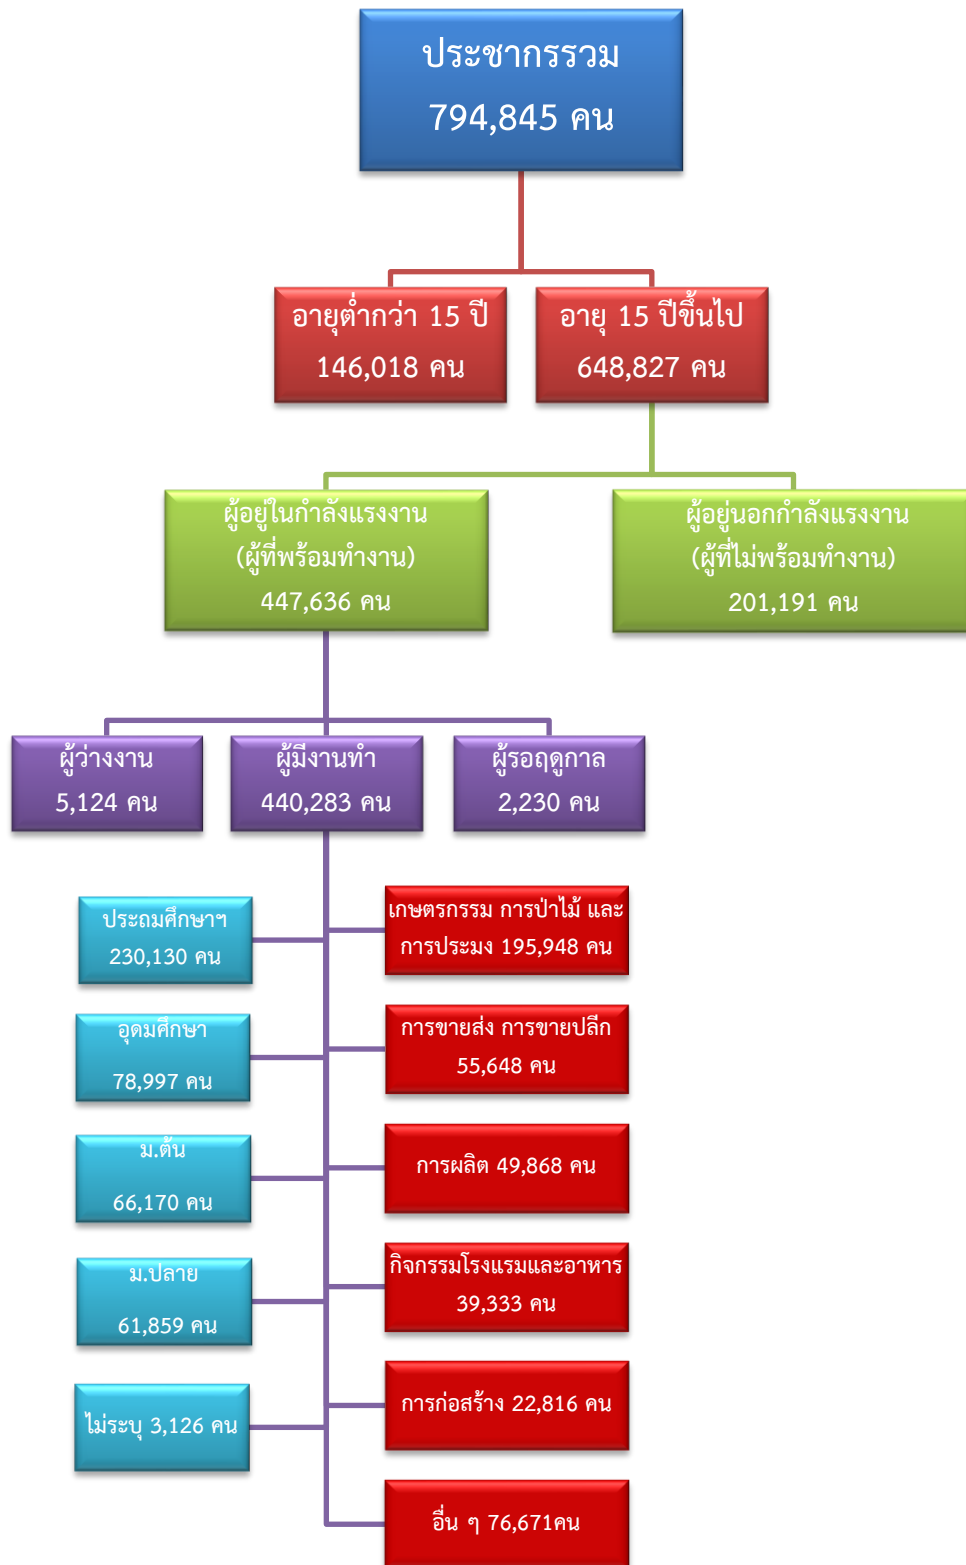 ประชากรรวม
794,845 คน
อายุต่ำกว่า 15 ปี
146,018 คน
อายุ 15 ปีขึ้นไป
648,827 คน
ผู้อยู่ในกำลังแรงงาน
(ผู้ที่พร้อมทำงาน)
447,636 คน
ผู้อยู่นอกกำลังแรงงาน
(ผู้ที่ไม่พร้อมทำงาน)
201,191 คน
ผู้ว่างงาน
5,124 คน
ผู้มีงานทำ
440,283 คน
ผู้รอฤดูกาล
2,230 คน
ประถมศึกษาฯ
230,130 คน
อุดมศึกษา
78,997 คน
ม.ต้น
66,170 คน
ม.ปลาย
61,859 คน
ไม่ระบุ 3,126 คน
เกษตรกรรม การป่าไม้ และ
การประมง 195,948 คน
การขายส่ง การขายปลีก
55,648 คน
การผลิต 49,868 คน
กิจกรรมโรงแรมและอาหาร
39,333 คน
การก่อสร้าง 22,816 คน
อื่น ๆ 76,671คน